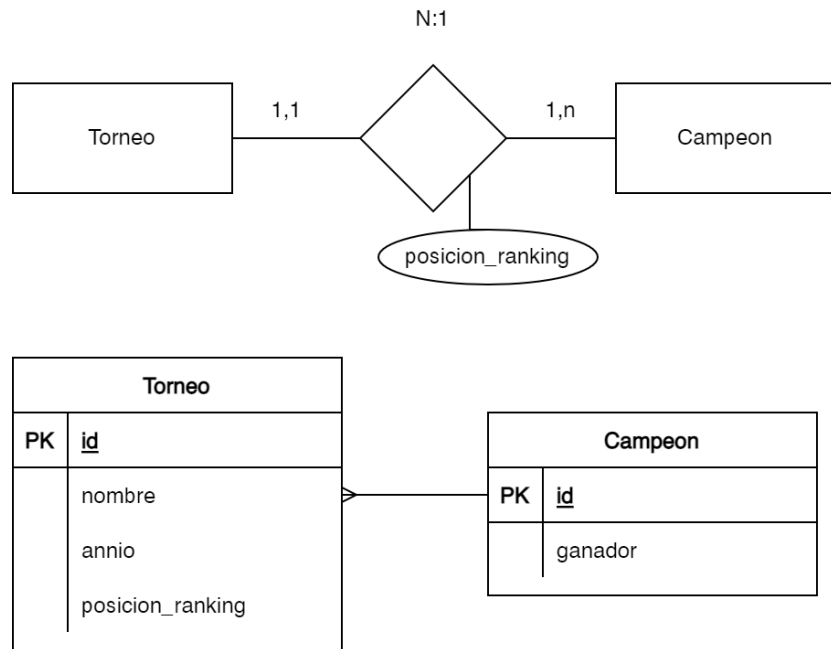 N:1
Torneo
1,1
1,n
Campeon
posicion_ranking
Torneo
PK
id
nombre
annio
posicion_ranking
Campeon
PK
id
ganador